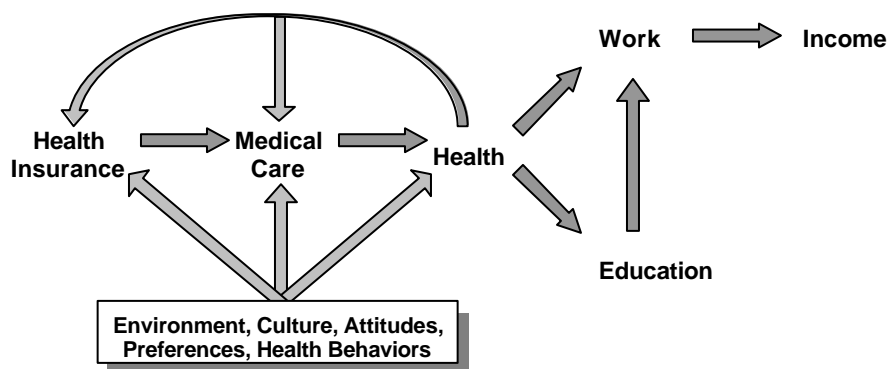 Work
Income
Health
Insurance
Medical
Care
Health
Education
Environment, Culture, Attitudes,
Preferences, Health Behaviors